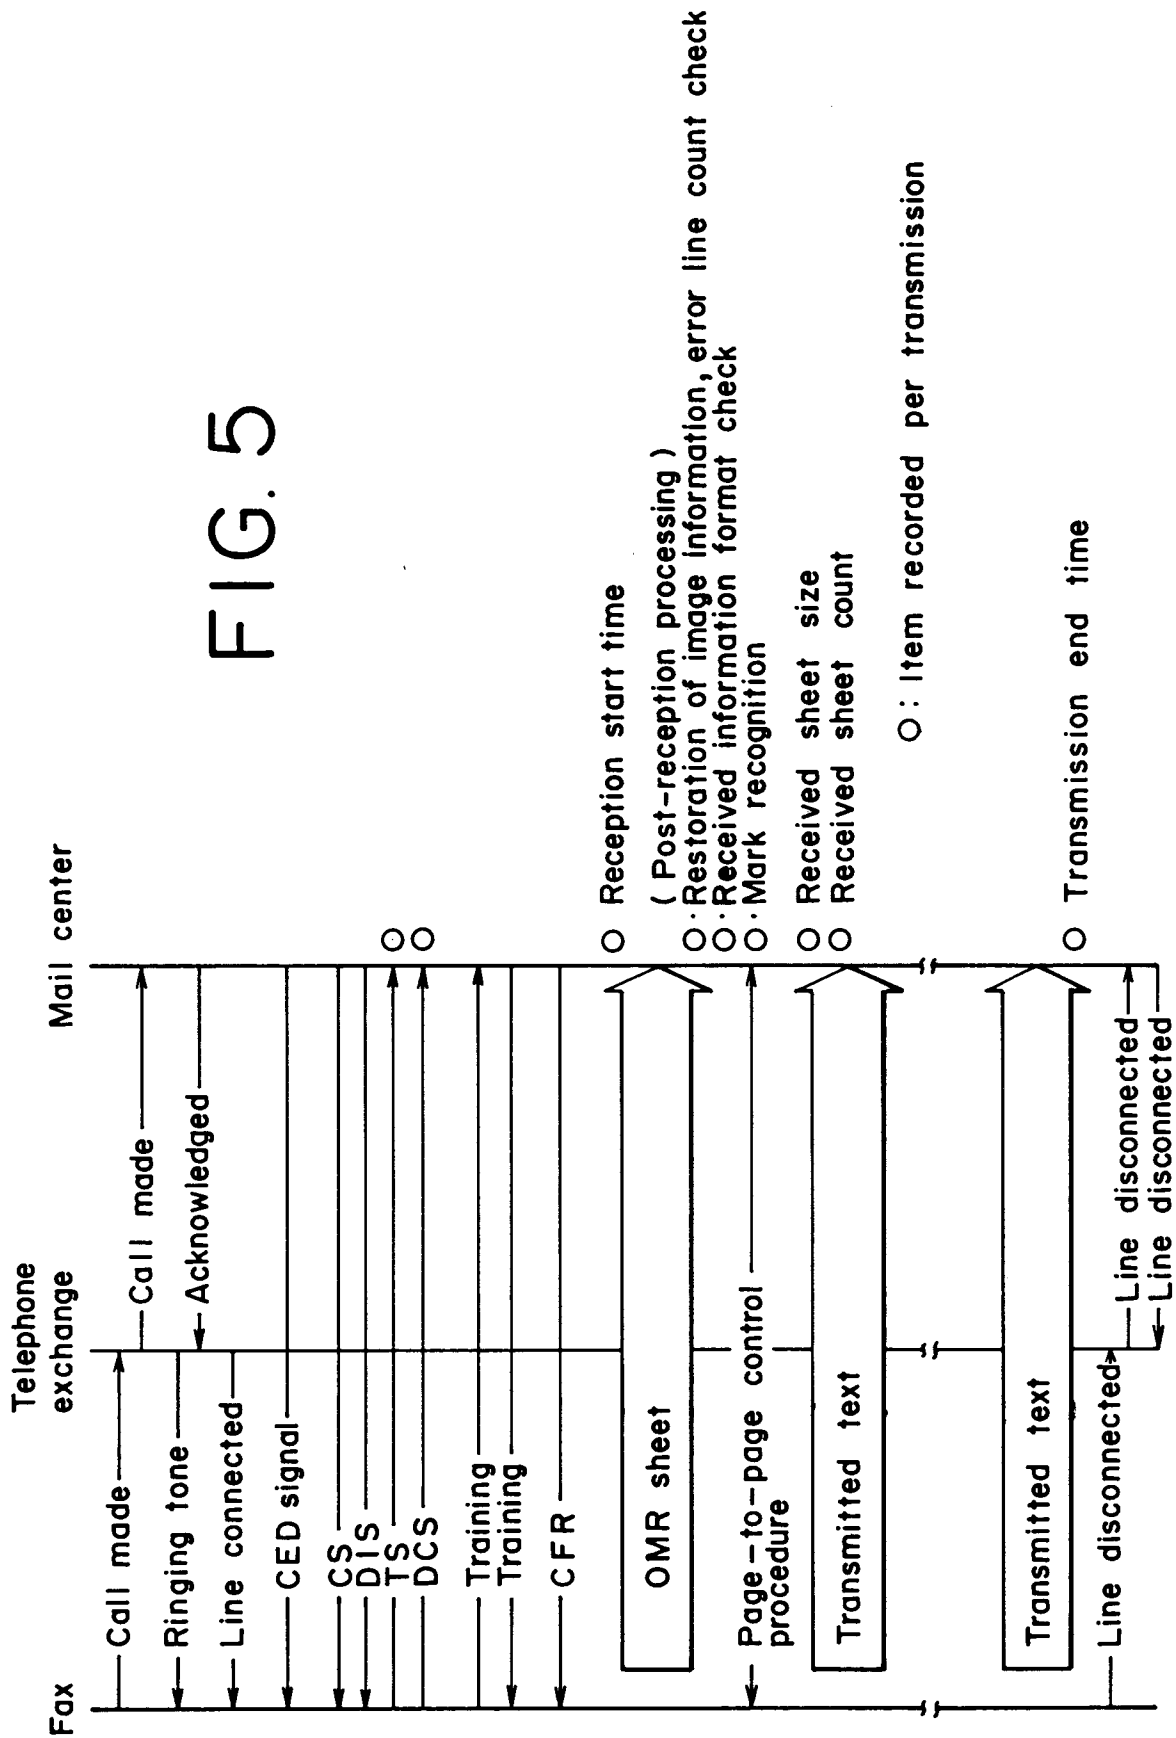 FIG. 5
Fax
Telephone
exchange
Mail center
Call made
Call made
Ringing tone
Acknowledged
Line connected
CED signal
CS
DIS
TS
DCS
Training
Training
CFR
OMR sheet
Reception start time
(Post-reception processing)
· Restoration of image information, error line count check
· Received information format check
· Mark recognition
Page-to-page control
procedure
Transmitted text
Received sheet size
Received sheet count
○: Item recorded per transmission
Transmitted text
Transmission end time
Line disconnected
Line disconnected
Line disconnected